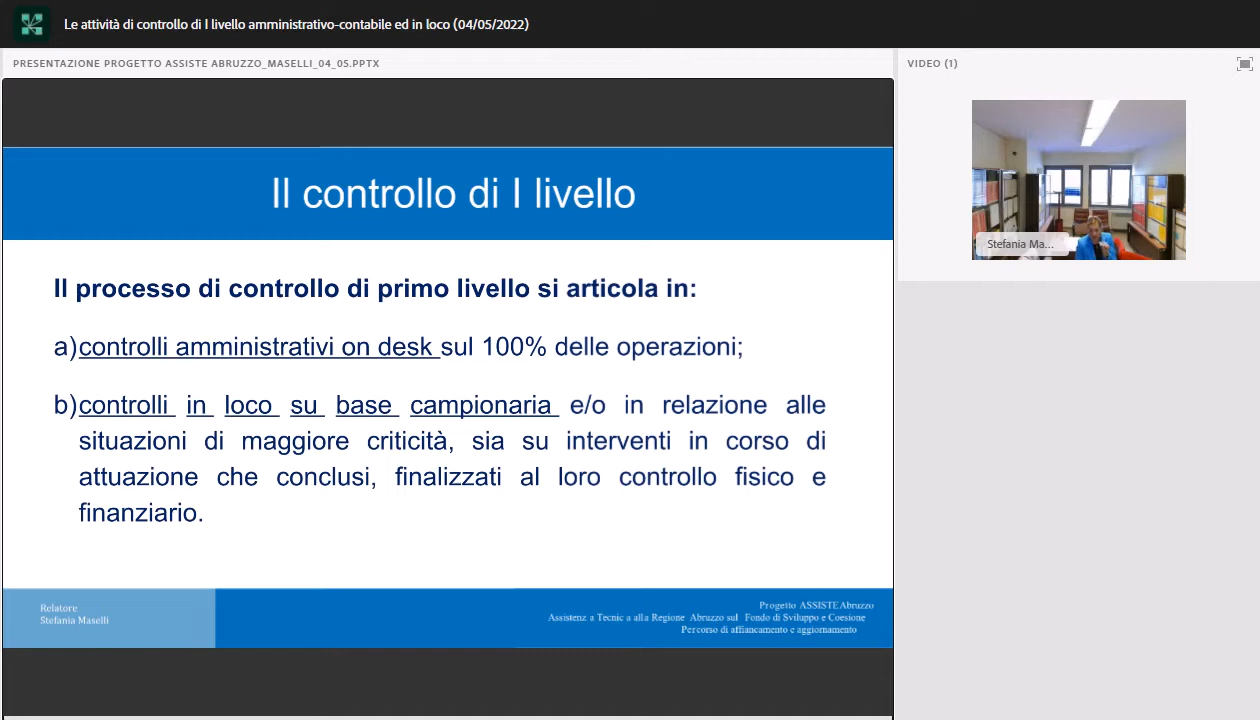 Le attività di controllo di I livello amministrativo-contabile ed in loco (04/05/2022)
PRESENTAZIONE PROGETTO ASSISTE ABRUZZO_MASELLI_04_05.PPTX
VIDEO (1)
Stefania Ma...
Il controllo di I livello
Il processo di controllo di primo livello si articola in:
a)controlli amministrativi on desk sul 100% delle operazioni;
b)controlli in loco su base campionaria e/o in relazione alle
situazioni di maggiore criticità, sia su interventi in corso di
attuazione che conclusi, finalizzati al loro controllo fisico e
finanziario.
Relatore
Stefania Maselli
Progetto ASSISTEAbruzzo
Assistenz a Tecnic a alla Regione Abruzzo sul Fondo di Sviluppo e Coesione
Percorso di affiancamento e aggiornamento